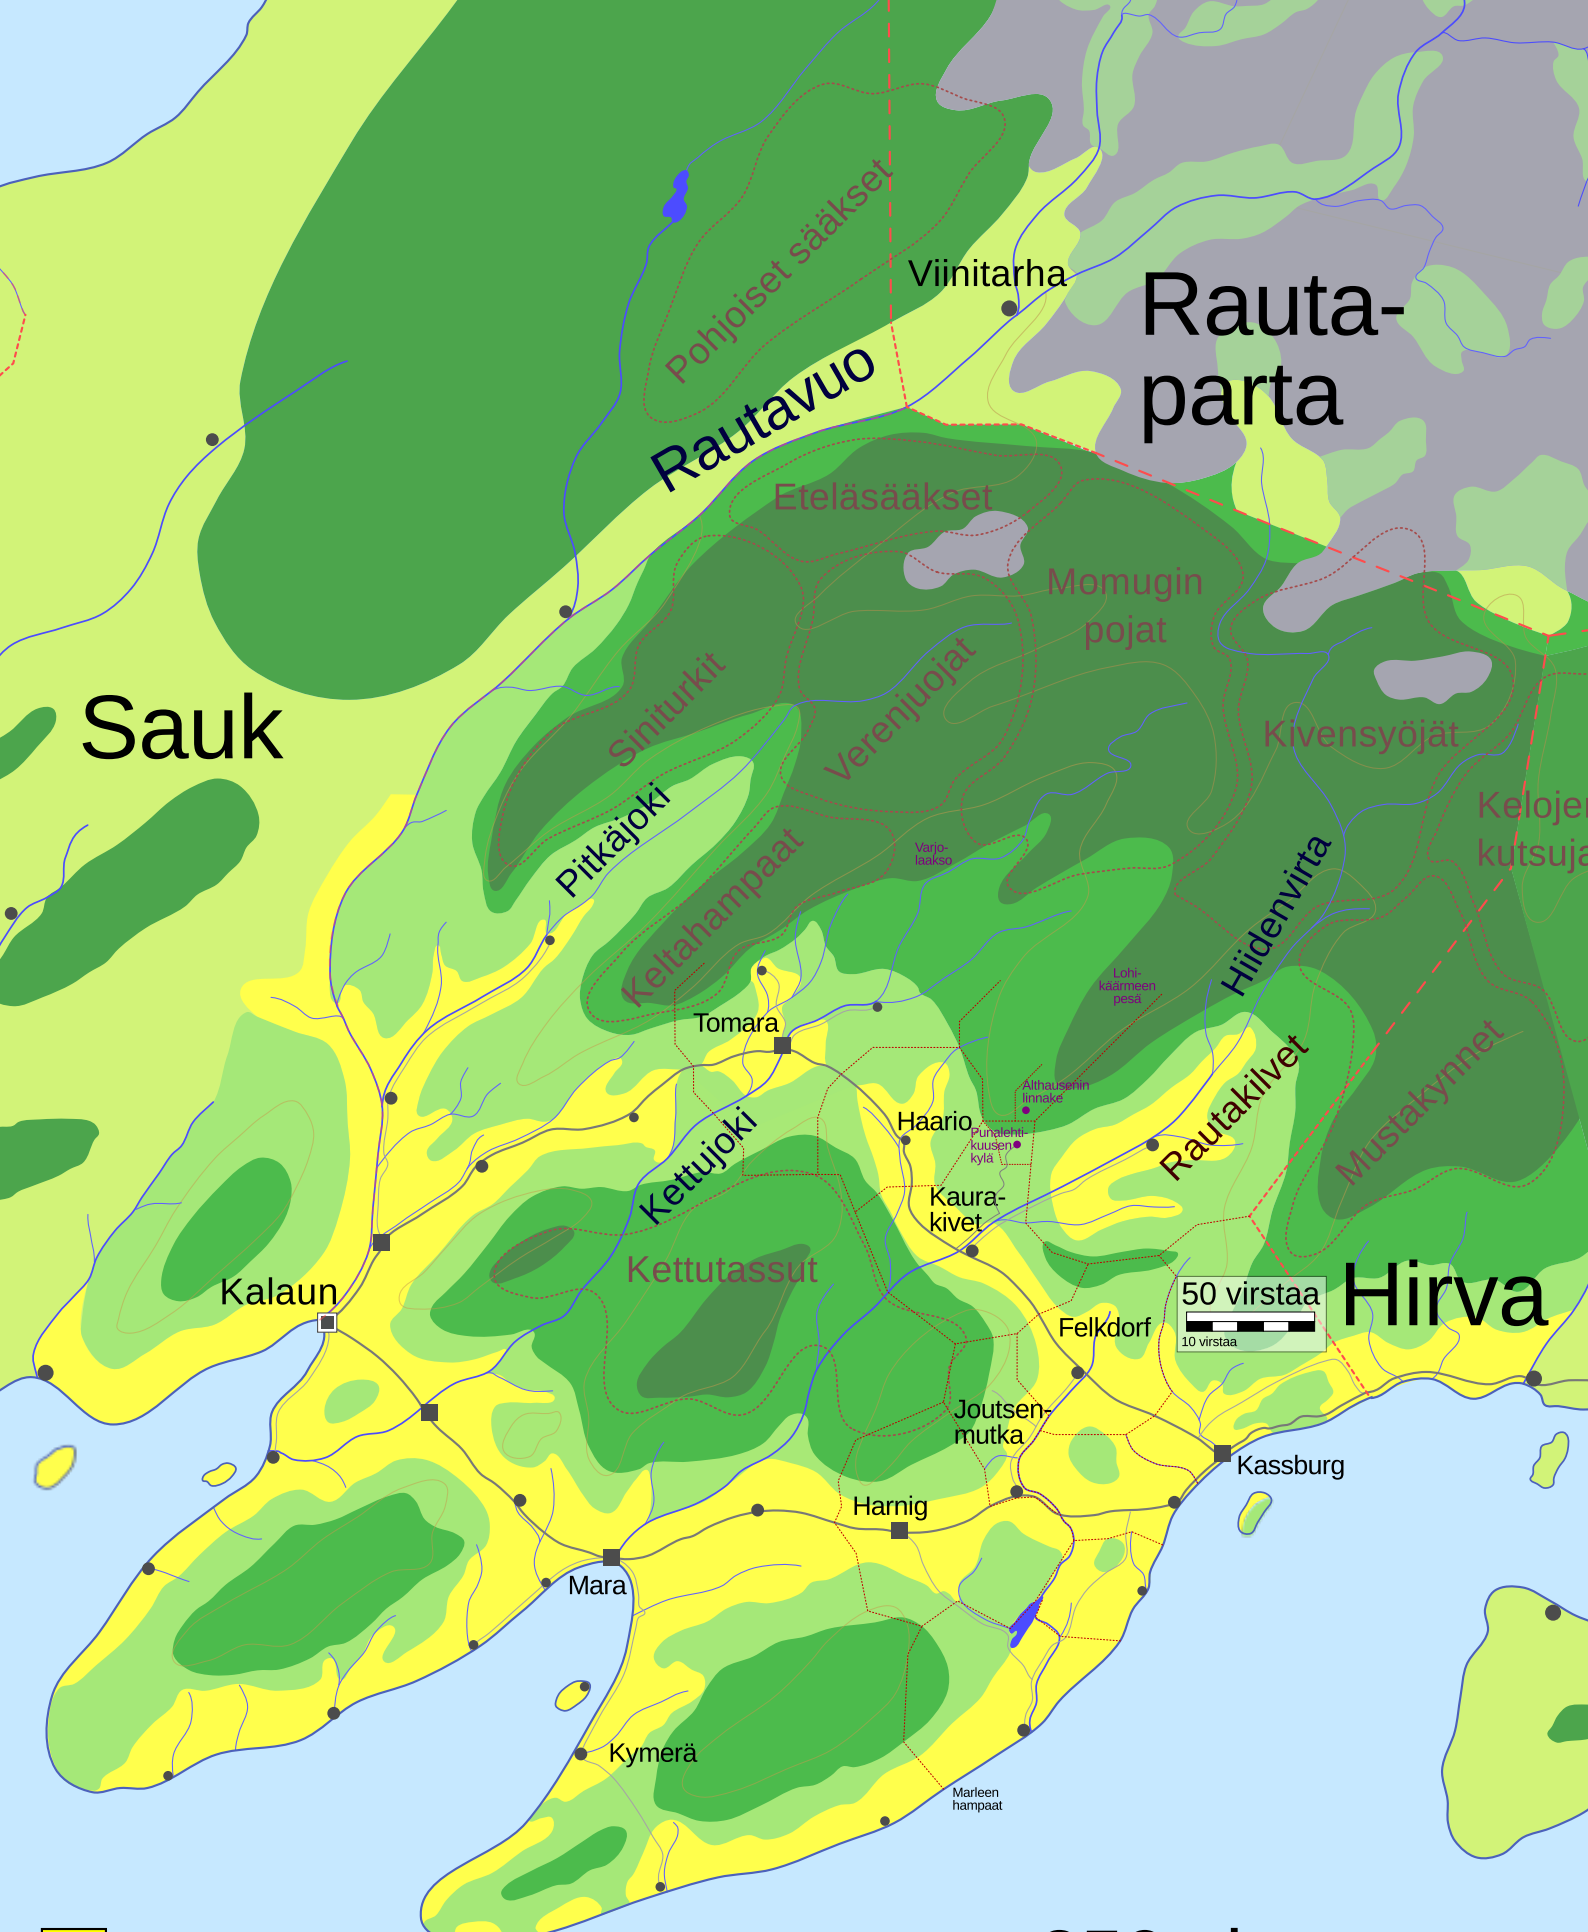 Pohjoiset sääkset
Viinitarha
Rauta-
parta
Rautavuo
Eteläsääkset
Momugin
pojat
Siniturkit
Verenjuojat
Sauk
Kivensyöjät
Pitkäjoki
Keltahampaat
Varjo-
laakso
Hiidenvirta
Lohi-
käärmeen
pesä
Tomara
Althausenin
linnake
Haario
Punalehti-
kuusen
kylä
Rautakilvet
Mustakynnet
Kettujoki
Kaura-
kivet
Kettutassut
Kalaun
50 virstaa
10 virstaa
Hirva
Felkdorf
Joutsen-
mutka
Kassburg
Harnig
Mara
Kymerä
Marleen
hampaat